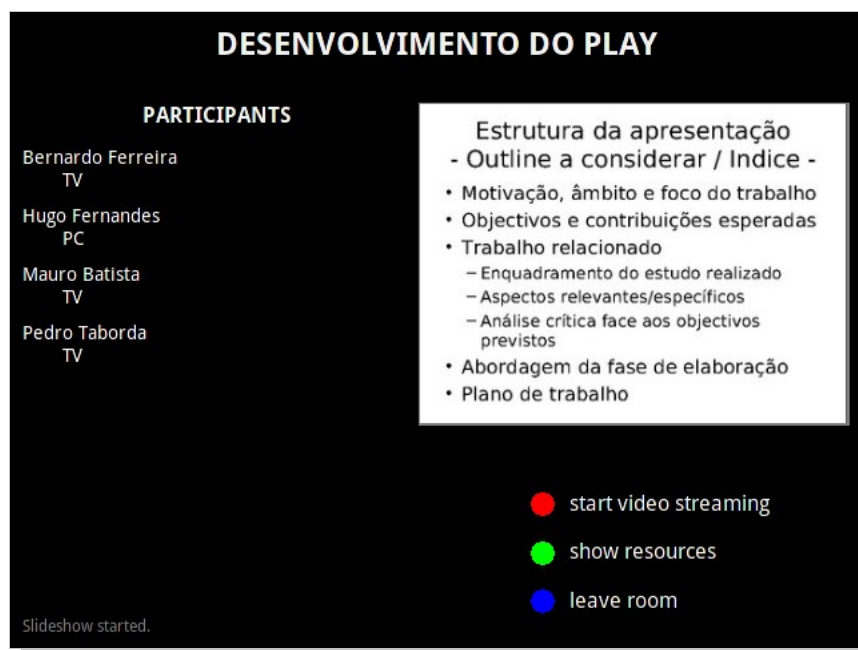 DESENVOLVIMENTO DO PLAY
PARTICIPANTS
Bernardo Ferreira
TV
Hugo Fernandes
PC
Mauro Batista
TV
Pedro Taborda
TV
Estrutura da apresentação
- Outline a considerar / Indice -
• Motivação, âmbito e foco do trabalho
• Objectivos e contribuições esperadas
• Trabalho relacionado
– Enquadramento do estudo realizado
– Aspectos relevantes/específicos
– Análise crítica face aos objectivos
previstos
• Abordagem da fase de elaboração
• Plano de trabalho
start video streaming
show resources
leave room
Slideshow started.